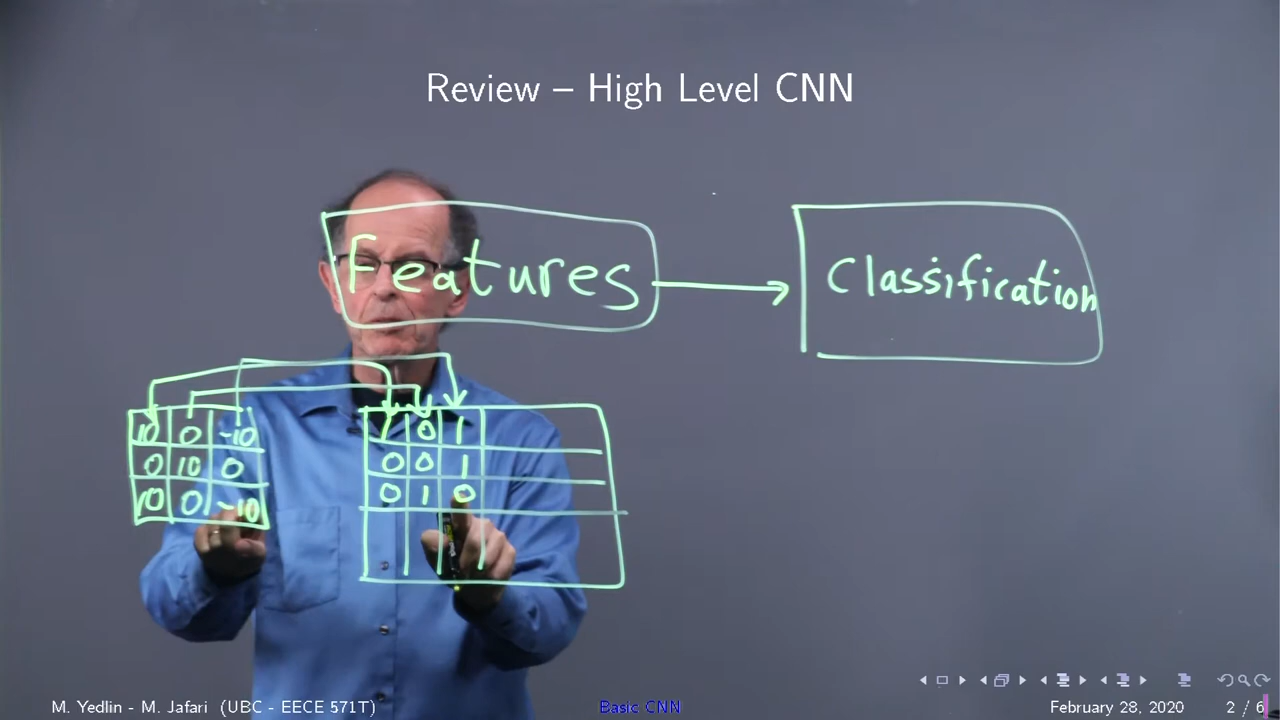 Review – High Level CNN
Features
Classification
10 0 -10
0 10 0
10 0 -10
1 0 1
0 0 1
0 1 0
M. Yedlin - M. Jafari (UBC - EECE 571T)
Basic CNN
February 28, 2020
2 / 6